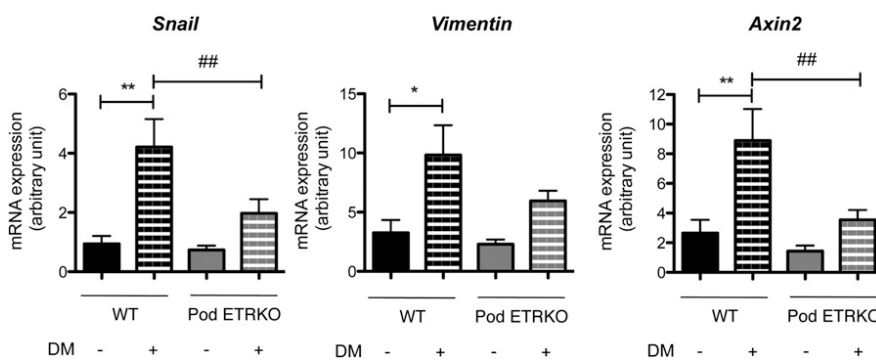 Snail
Vimentin
Axin2
##
**
*
##
**
mRNA expression
(arbitrary unit)
6
4
2
0
mRNA expression
(arbitrary unit)
15
10
5
0
mRNA expression
(arbitrary unit)
12
10
8
6
4
2
0
WT
Pod ETRKO
WT
Pod ETRKO
WT
Pod ETRKO
DM - + - +
DM - + - +
DM - + - +